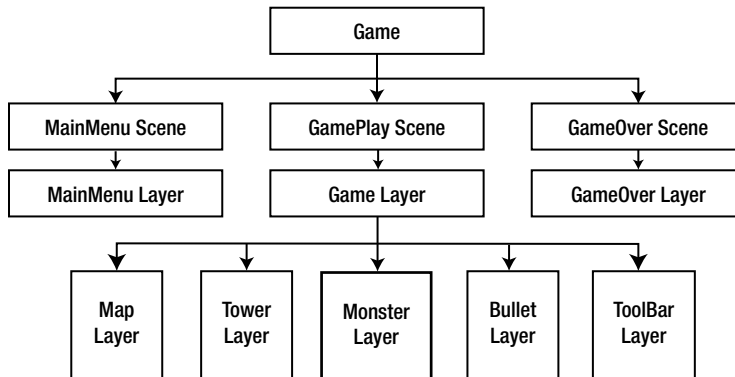 Game
MainMenu Scene
GamePlay Scene
GameOver Scene
MainMenu Layer
Game Layer
GameOver Layer
Map
Layer
Tower
Layer
Monster
Layer
Bullet
Layer
ToolBar
Layer